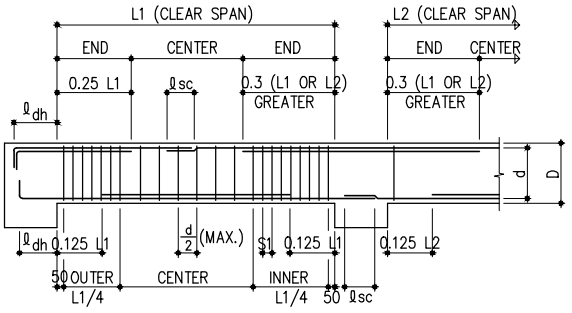 L1 (CLEAR SPAN) L2 (CLEAR SPAN)
END CENTER END END CENTER
0.25 L1 ℓsc 0.3 (L1 OR L2) 0.3 (L1 OR L2)
GREATER GREATER
ℓdh
d D
ℓdh 0.125 L1 d/2 (MAX.) S1 0.125 L1 0.125 L2
50 OUTER CENTER INNER
L1/4 L1/4 50 ℓsc